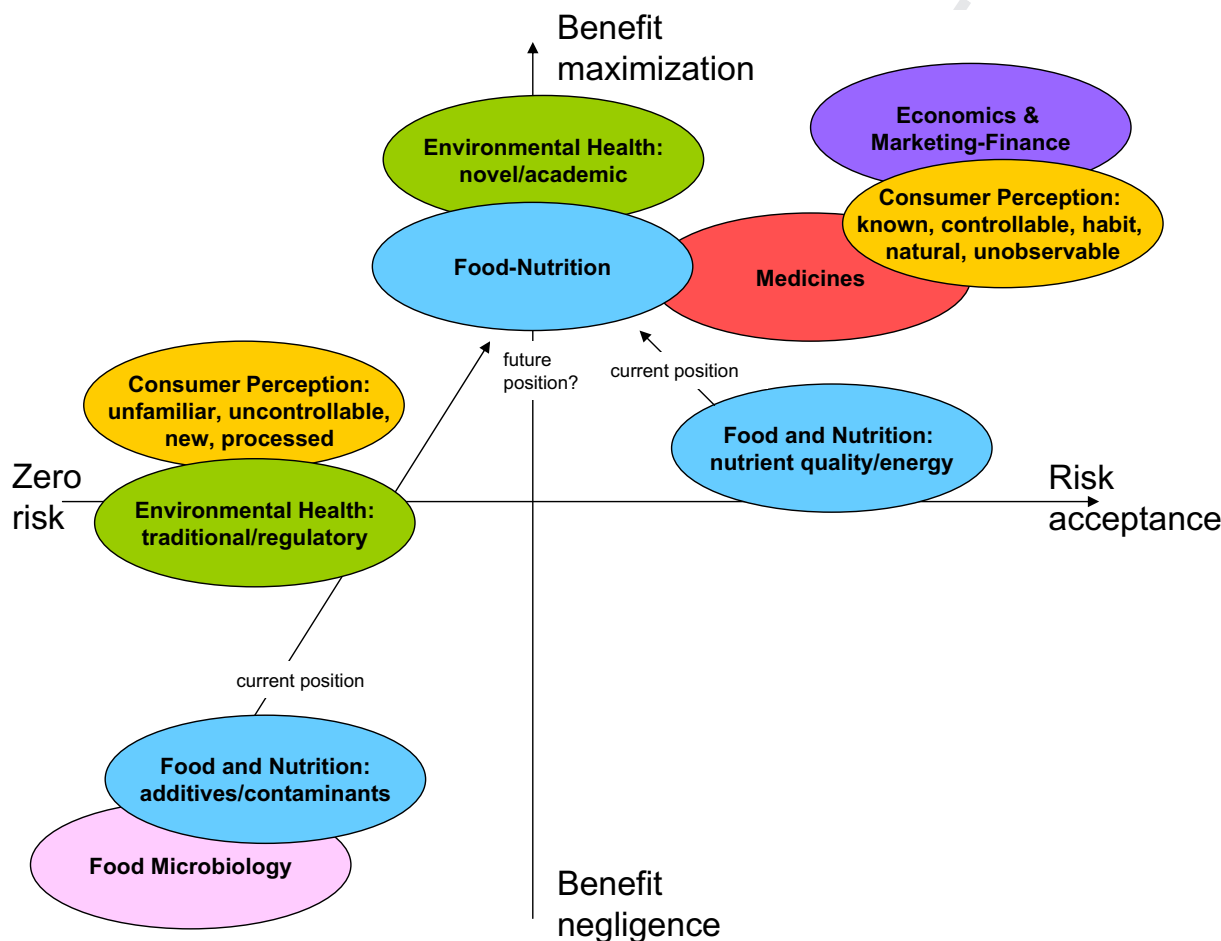 Benefit
maximization
Economics &
Marketing-Finance
Environmental Health:
novel/academic
Consumer Perception:
known, controllable, habit,
natural, unobservable
Food-Nutrition
Medicines
future
position?
current position
Consumer Perception:
unfamiliar, uncontrollable,
new, processed
Food and Nutrition:
nutrient quality/energy
Zero
risk
Risk
acceptance
Environmental Health:
traditional/regulatory
current position
Food and Nutrition:
additives/contaminants
Food Microbiology
Benefit
negligence